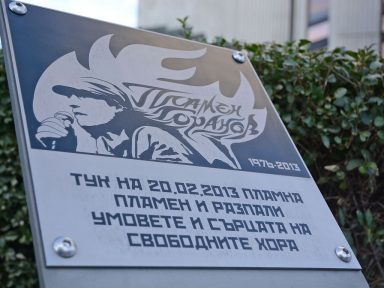 Пламен
Горанов
1976-2013
ТУК НА 20.02.2013 ПЛАМНА
ПЛАМЕН И РАЗПАЛИ
УМОВЕТЕ И СЪРЦАТА НА
СВОБОДНИТЕ ХОРА